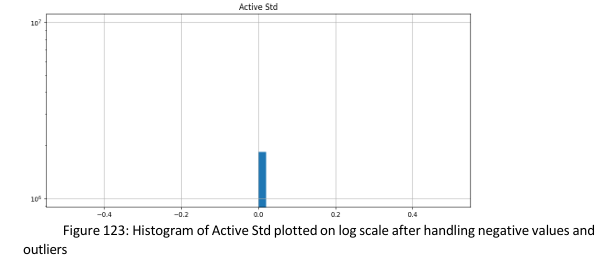 Active Std
10⁷
10⁶
−0.4 −0.2 0.0 0.2 0.4
Figure 123: Histogram of Active Std plotted on log scale after handling negative values and
outliers